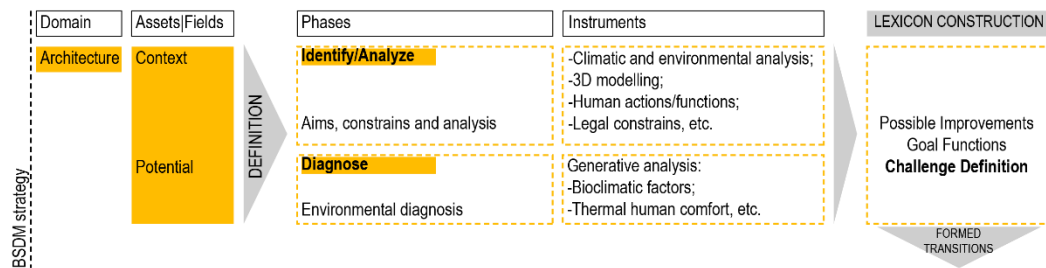 Domain
Assets|Fields
Phases
Instruments
LEXICON CONSTRUCTION
BSDM strategy
Architecture
Context
Potential
DEFINITION
Identify/Analyze
Aims, constrains and analysis
-Climatic and environmental analysis;
-3D modelling;
-Human actions/functions;
-Legal constrains, etc.
Diagnose
Environmental diagnosis
Generative analysis:
-Bioclimatic factors;
-Thermal human comfort, etc.
Possible Improvements
Goal Functions
Challenge Definition
FORMED
TRANSITIONS